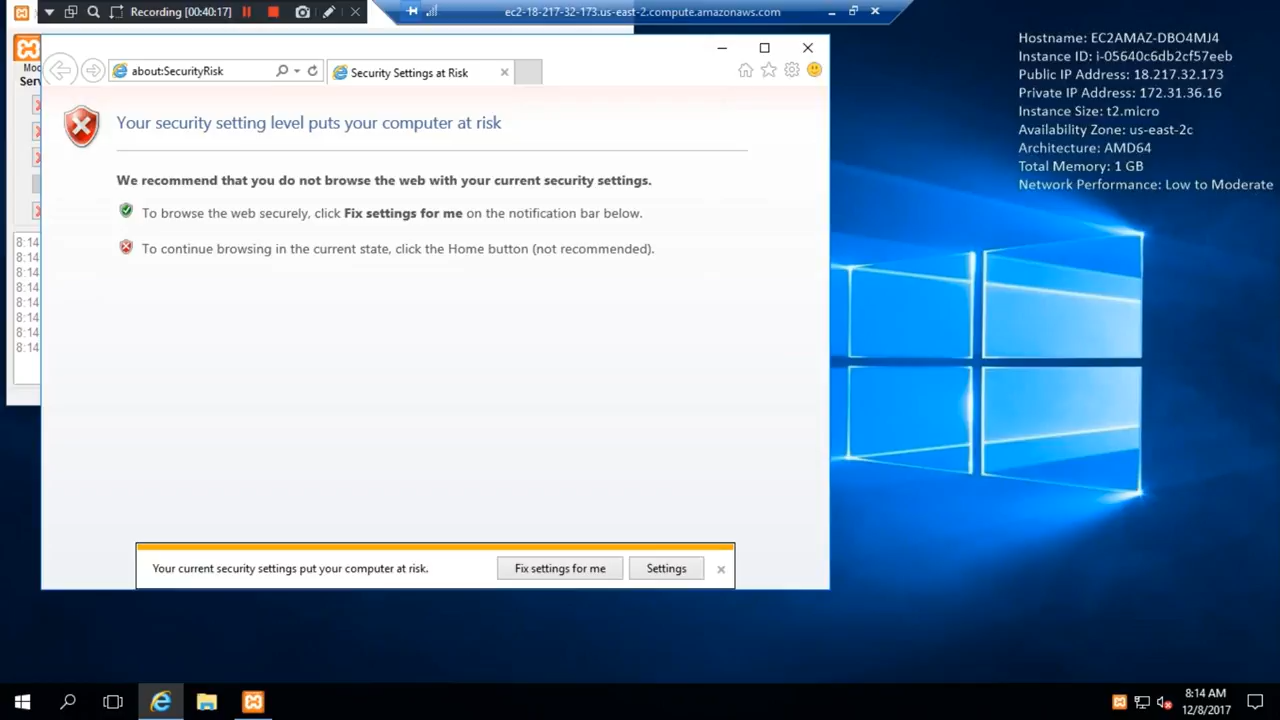 Recording [00:40:17]
ec2-18-217-32-173.us-east-2.compute.amazonaws.com
Hostname: EC2AMAZ-DBO4MJ4
Instance ID: i-05640c6db2cf57eeb
Public IP Address: 18.217.32.173
Private IP Address: 172.31.36.16
Instance Size: t2.micro
Availability Zone: us-east-2c
Architecture: AMD64
Total Memory: 1 GB
Network Performance: Low to Moderate
about:SecurityRisk
Security Settings at Risk
Your security setting level puts your computer at risk
We recommend that you do not browse the web with your current security settings.
To browse the web securely, click Fix settings for me on the notification bar below.
To continue browsing in the current state, click the Home button (not recommended).
8:14
8:14
8:14
8:14
8:14
8:14
8:14
8:14
Your current security settings put your computer at risk.
Fix settings for me
Settings
8:14 AM
12/8/2017